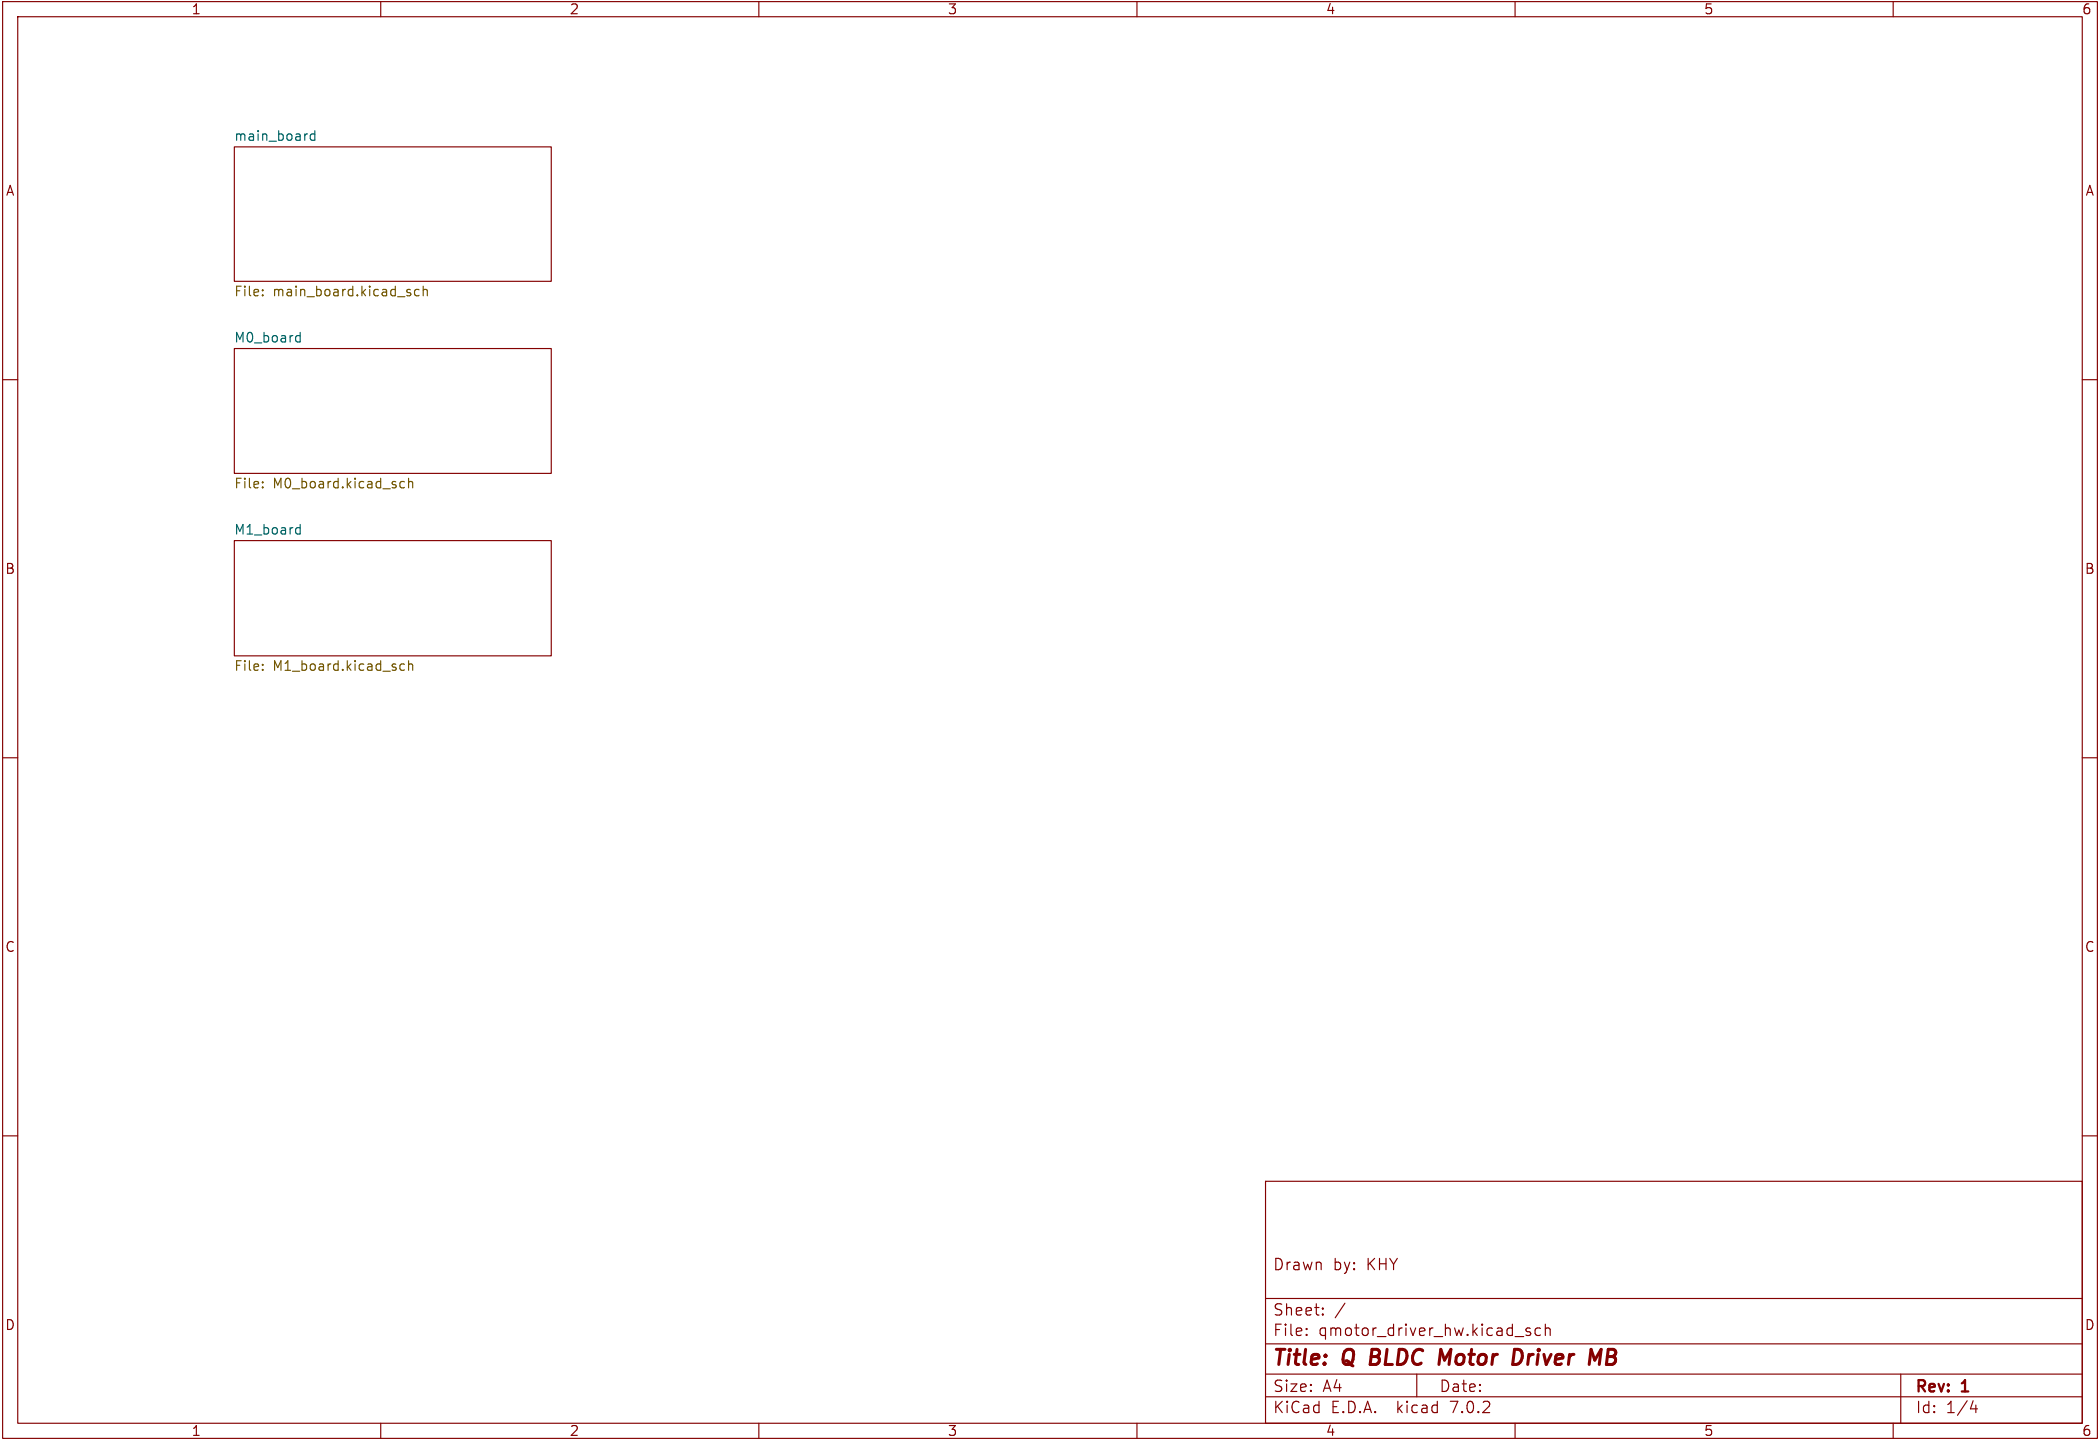 1 2 3 4 5 6
main_board
A A
File: main_board.kicad_sch
M0_board
File: M0_board.kicad_sch
M1_board
B B
File: M1_board.kicad_sch
C C
Drawn by: KHY
Sheet: /
D D
File: qmotor_driver_hw.kicad_sch
Title: Q BLDC Motor Driver MB
Size: A4 Date: Rev: 1
KiCad E.D.A. kicad 7.0.2 Id: 1/4
1 2 3 4 5 6